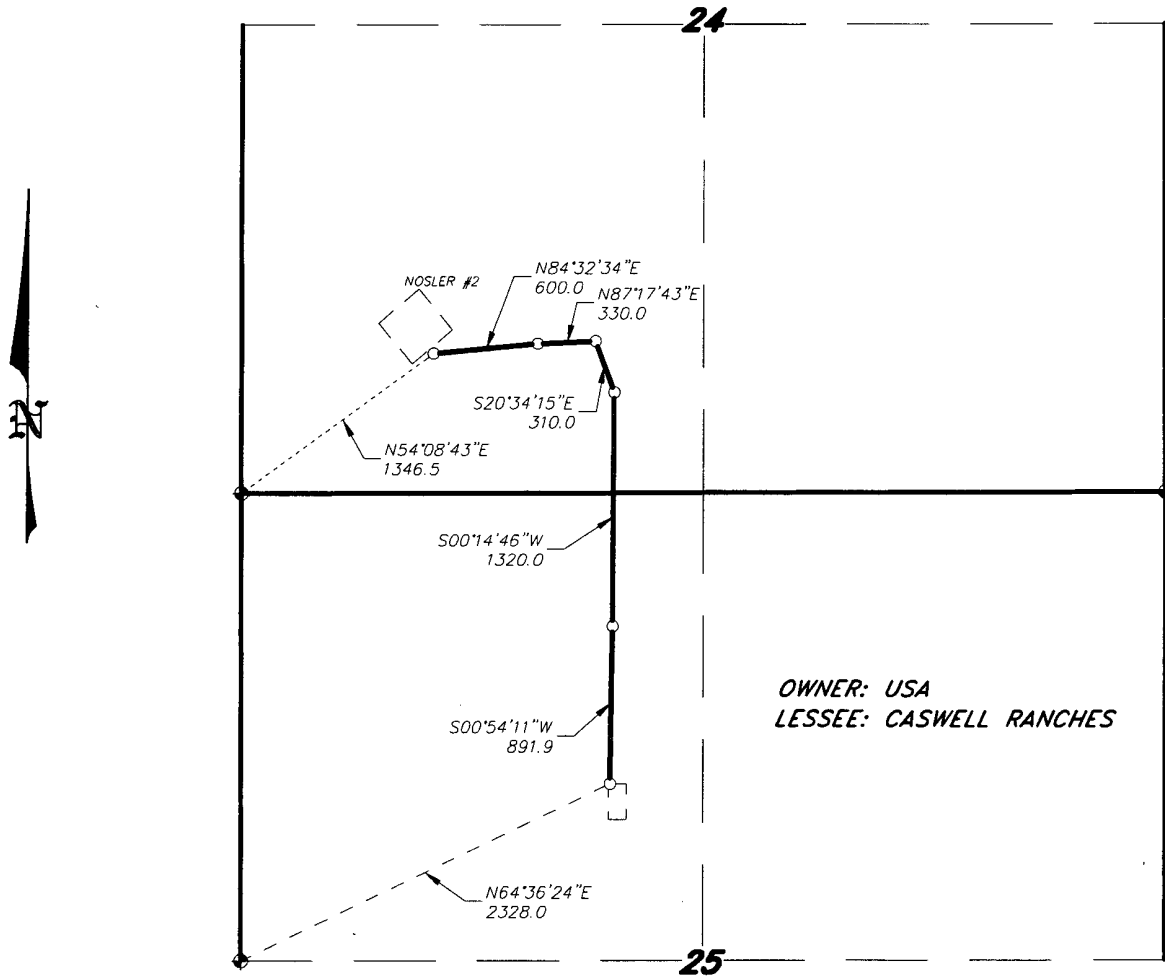 24
NOSLER #2
N84°32'34"E
600.0
N87°17'43"E
330.0
S20°34'15"E
310.0
N54°08'43"E
1346.5
N
S00°14'46"W
1320.0
S00°54'11"W
891.9
OWNER: USA
LESSEE: CASWELL RANCHES
N64°36'24"E
2328.0
25